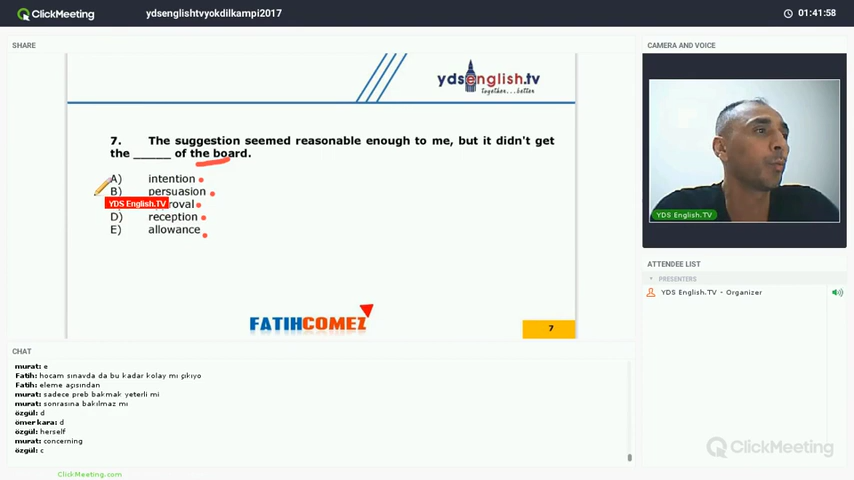 ClickMeeting
ydsenglishtvyokdilkampi2017
01:41:58
SHARE
CAMERA AND VOICE
ydsenglish.tv
together...better
7. The suggestion seemed reasonable enough to me, but it didn't get
the ______ of the board.
A) intention
B) persuasion
YDS English.TV roval
D) reception
E) allowance
FATIHCOMEZ
7
YDS English.TV
ATTENDEE LIST
PRESENTERS
YDS English.TV - Organizer
CHAT
murat: e
Fatih: hocam sınavda da bu kadar kolay mı çıkıyo
Fatih: eleme açısından
murat: sadece preb bakmak yeterli mi
murat: sonrasına bakılmaz mı
özgül: d
ömer kara: d
özgül: herself
murat: concerning
özgül: c
ClickMeeting
ClickMeeting.com